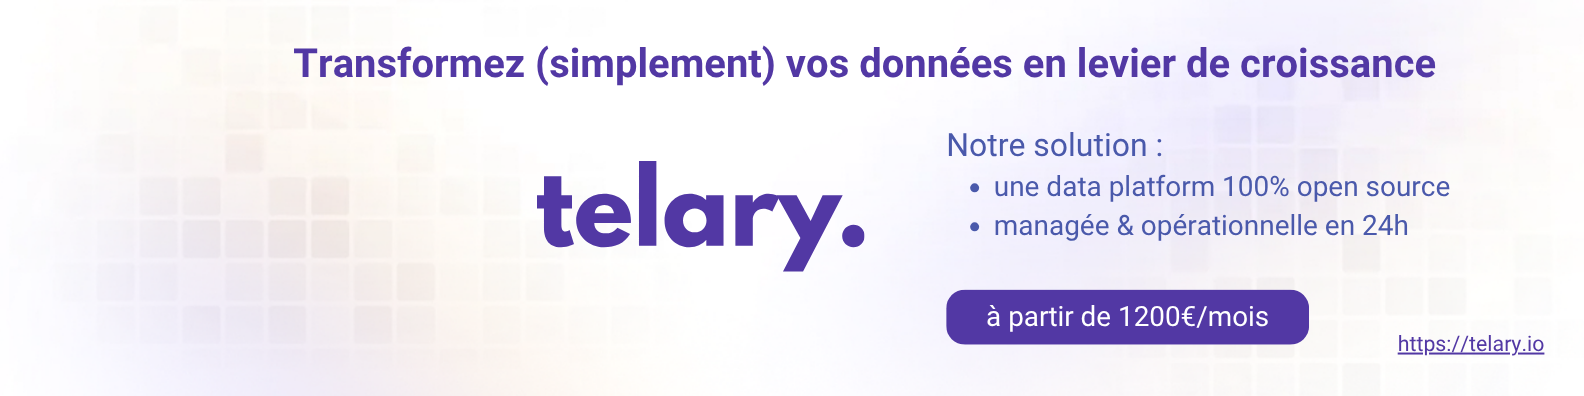 Transformez (simplement) vos données en levier de croissance
telary.
Notre solution :
• une data platform 100% open source
• managée & opérationnelle en 24h
à partir de 1200€/mois
https://telary.io